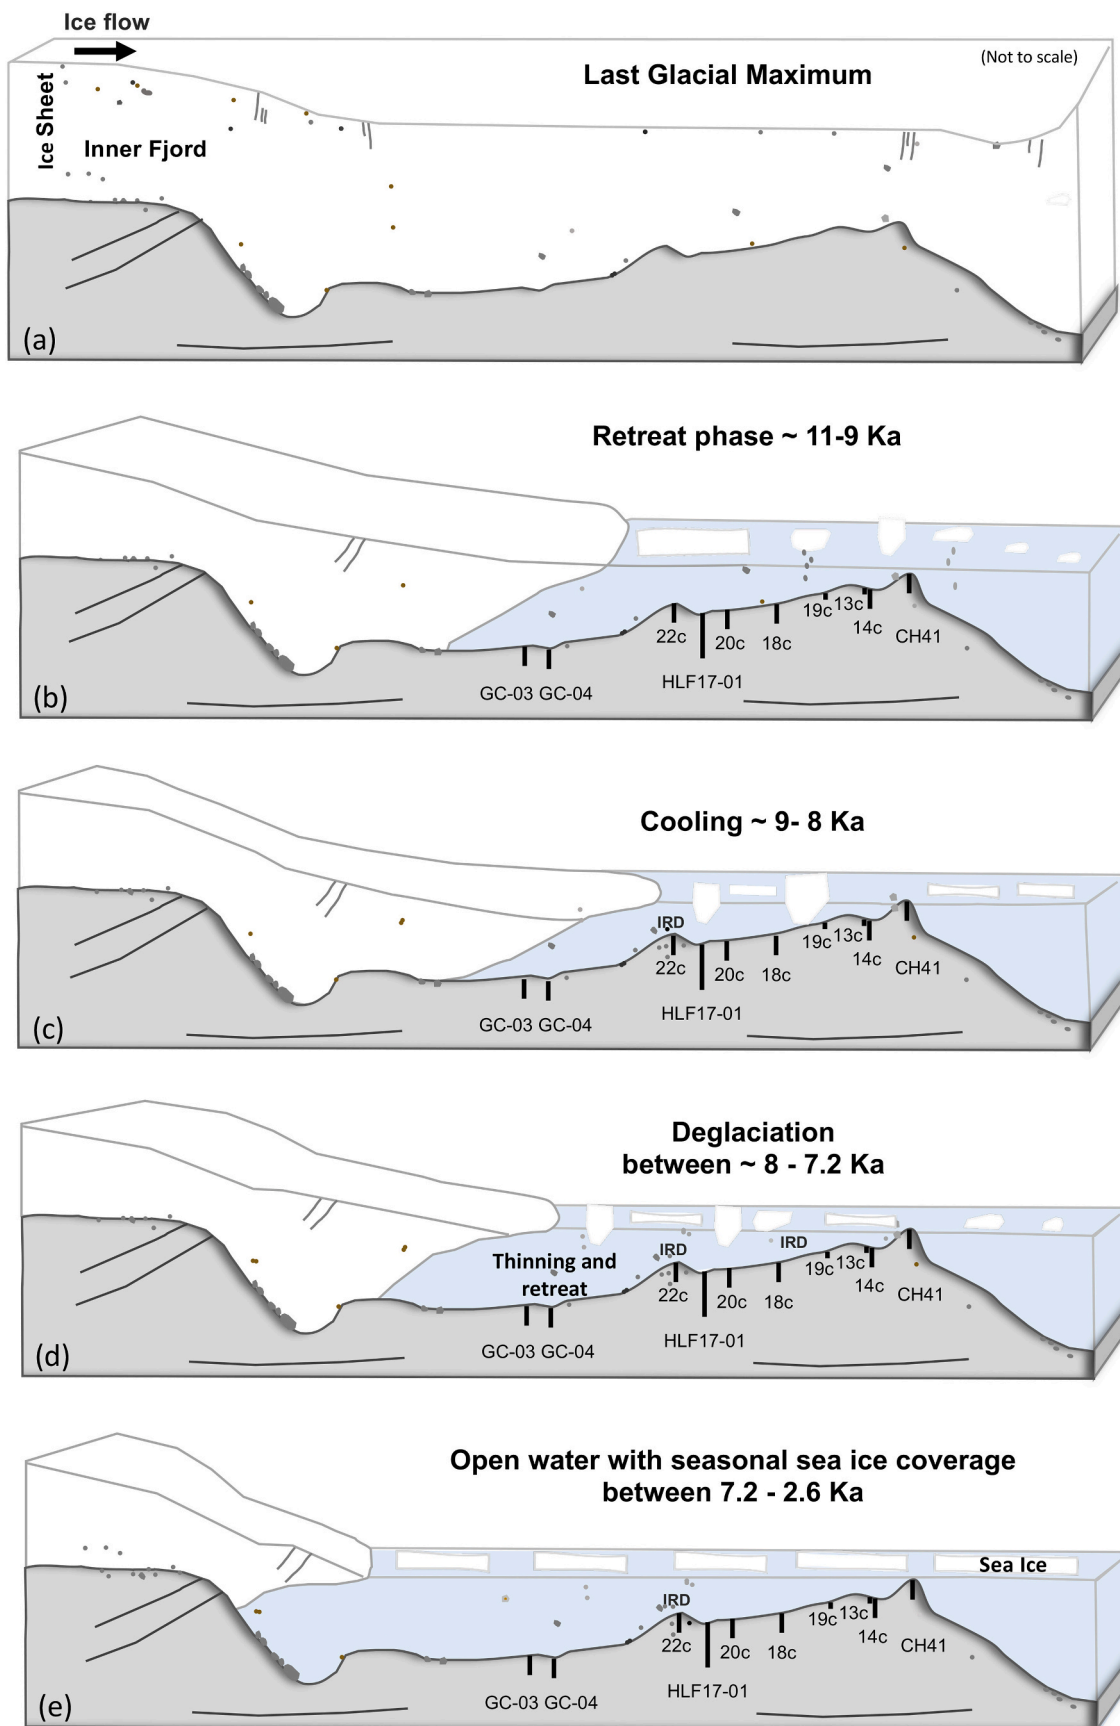 Ice flow
(Not to scale)
Last Glacial Maximum
Ice Sheet
Inner Fjord
(a)
Retreat phase ~ 11-9 Ka
19c 13c
22c
20c
18c
14c
CH41
HLF17-01
GC-03 GC-04
(b)
Cooling ~ 9- 8 Ka
IRD
19c 13c
22c
20c
18c
14c
CH41
HLF17-01
GC-03 GC-04
(c)
Deglaciation
between ~ 8 - 7.2 Ka
IRD
IRD
Thinning and
retreat
19c 13c
22c
20c
18c
14c
CH41
HLF17-01
GC-03 GC-04
(d)
Open water with seasonal sea ice coverage
between 7.2 - 2.6 Ka
Sea Ice
IRD
19c 13c
22c
20c
18c
14c
CH41
HLF17-01
GC-03 GC-04
(e)